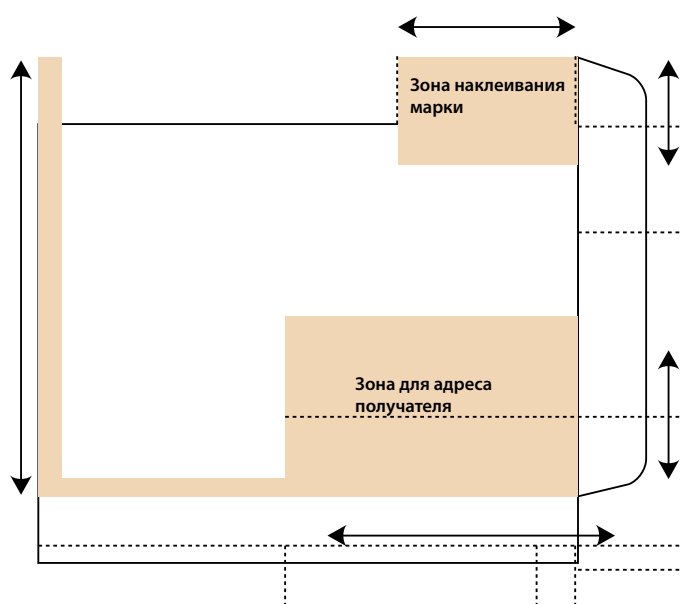 Зона наклеивания
марки
Зона для адреса
получателя